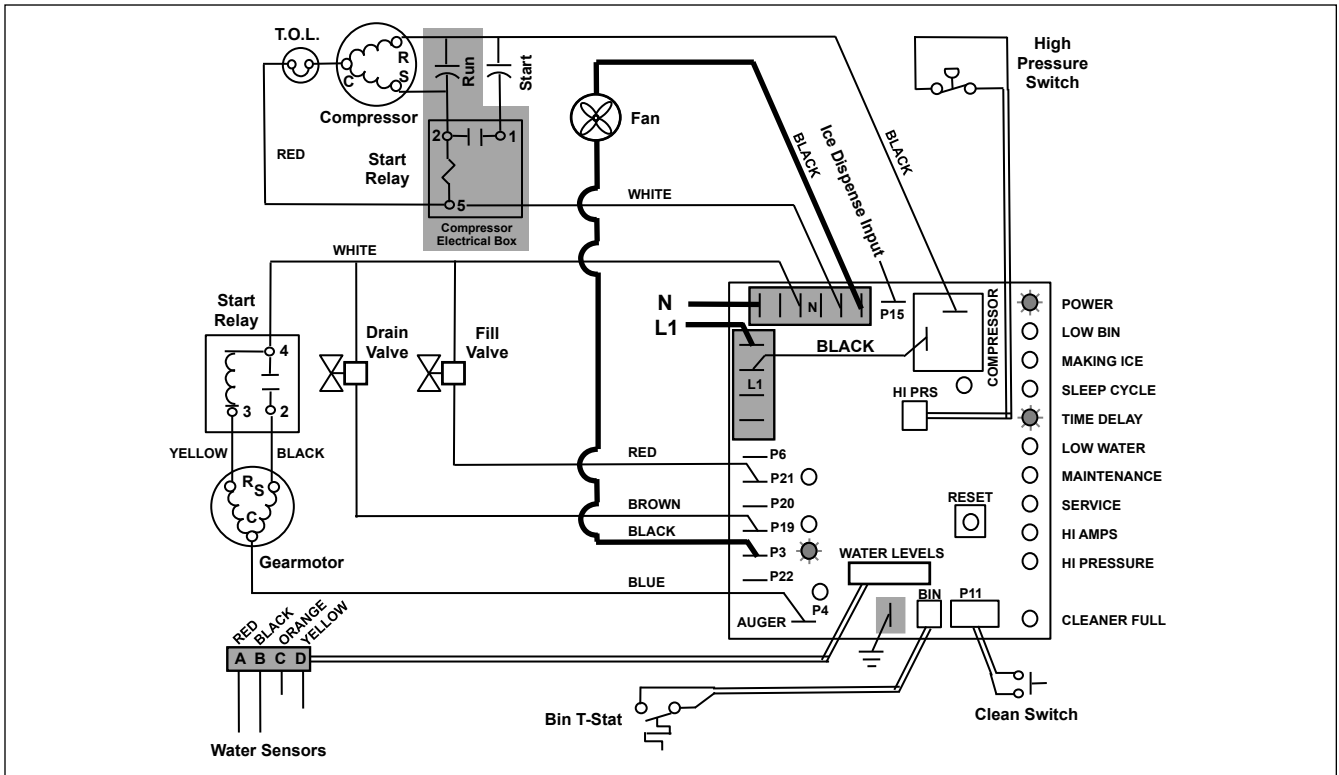 T.O.L.
R
S
C
Compressor
Run
Start
2
1
Start
Relay
5
Compressor
Electrical Box
RED
WHITE
Fan
BLACK
Ice Dispense Input
BLACK
High
Pressure
Switch
WHITE
Start
Relay
4
3
2
YELLOW
BLACK
R
S
C
Gearmotor
Drain
Valve
Fill
Valve
N
L1
N
L1
BLACK
P15
COMPRESSOR
HI PRS
RED
BROWN
BLACK
BLUE
P6
P21
P20
P19
P3
P22
P4
AUGER
WATER LEVELS
RESET
BIN
P11
POWER
LOW BIN
MAKING ICE
SLEEP CYCLE
TIME DELAY
LOW WATER
MAINTENANCE
SERVICE
HI AMPS
HI PRESSURE
CLEANER FULL
RED
BLACK
ORANGE
YELLOW
A B C D
Water Sensors
Bin T-Stat
Clean Switch